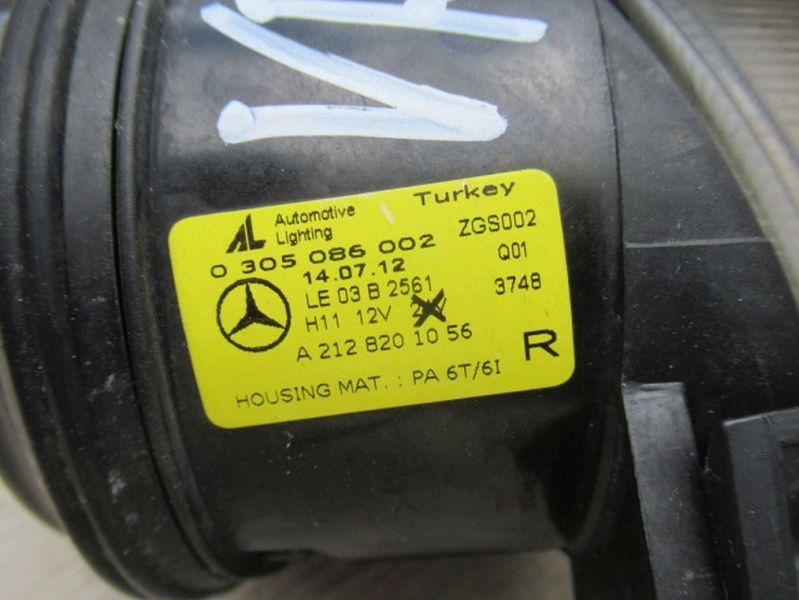 AL Automotive Lighting Turkey
0 305 086 002 ZGS002
14.07.12 Q01
LE 03 B 2561 3748
H11 12V
A 212 820 10 56 R
HOUSING MAT. : PA 6T/6I